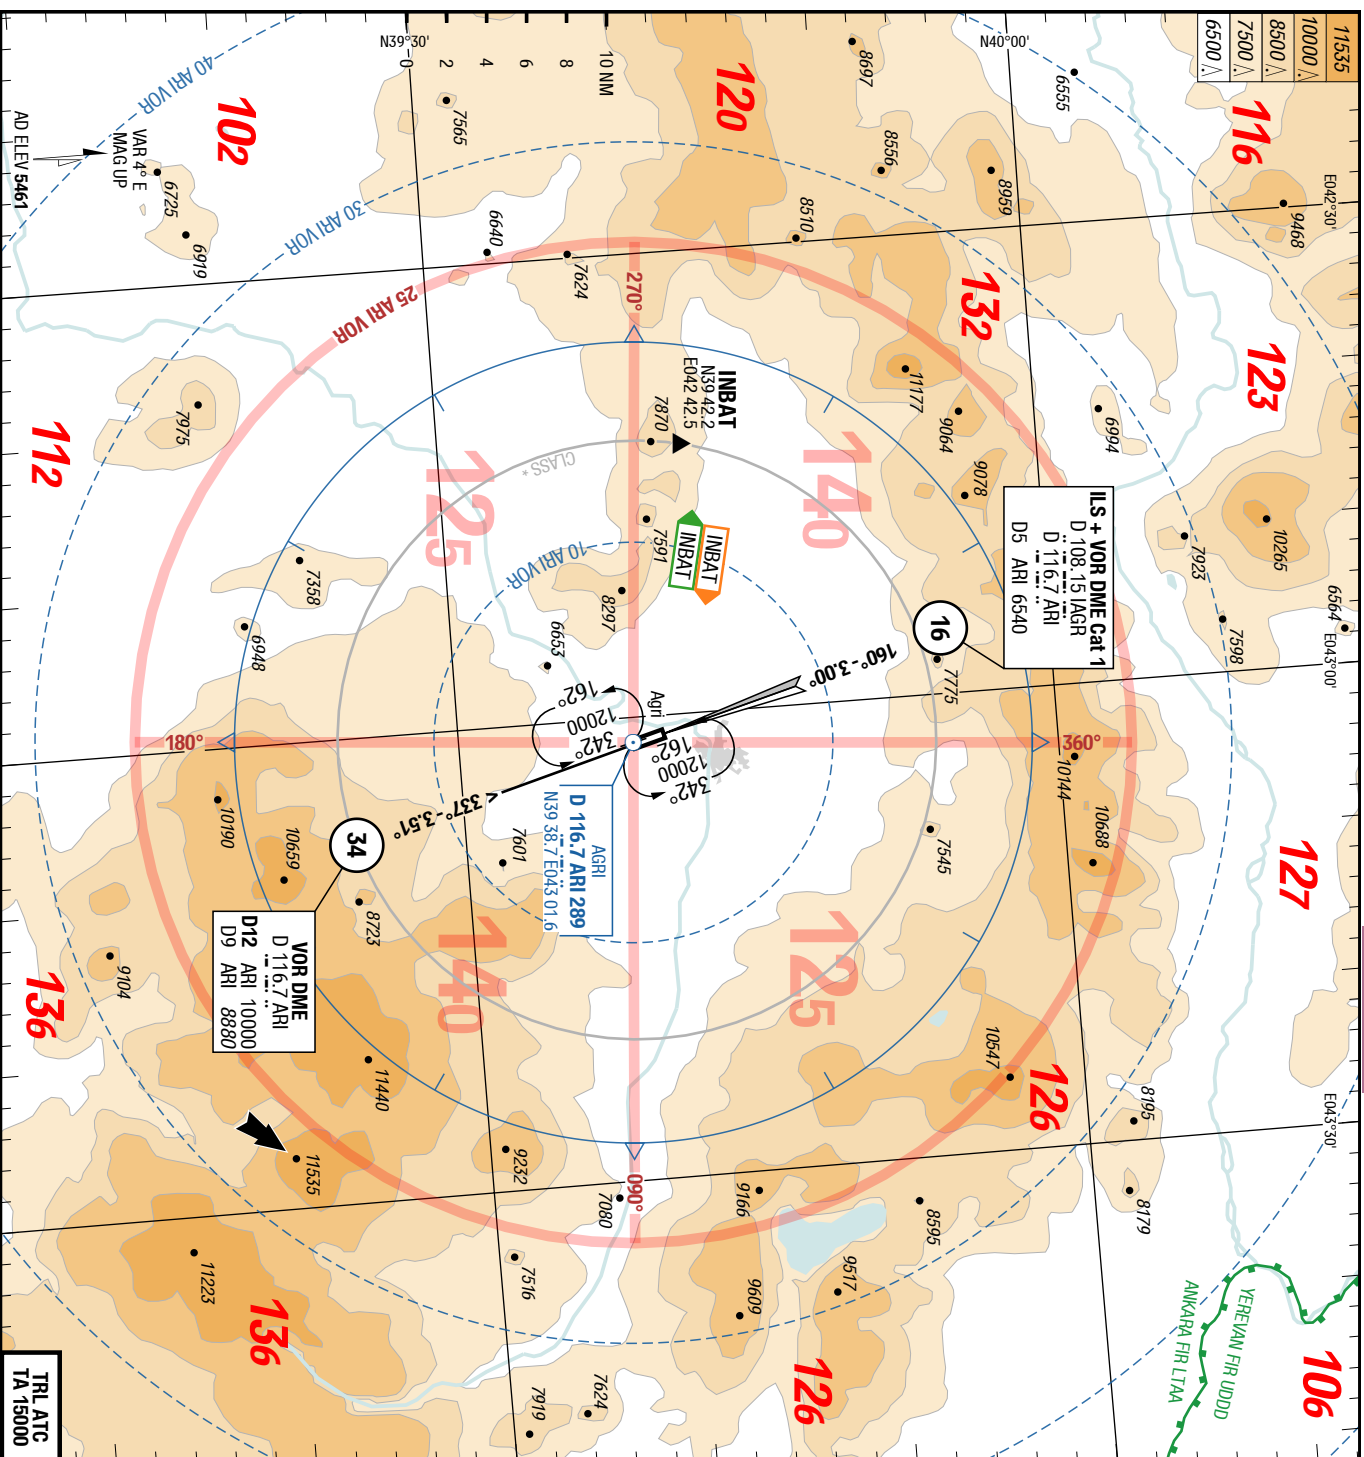 11535
10000
8500
7500
6500
E042°30'
E043°00'
E043°30'
6564
106
116
9468
123
10265
127
7598
7923
YEREVAN FIR UDDD
ANKARA FIR LTAA
N40°00'
6555
6994
8195
8179
ILS + VOR DME Cat 1
D 108.15 IAGR
D 116.7 ARI
D5 ARI 6540
360°
10144
10688
126
10547
8959
132
9078
9064
11177
16
7775
7545
8595
8697
8556
160°-3.00°
140
125
9517
8510
126
120
INBAT
N39 42.2
E042 42.5
INBAT
INBAT
9166
9609
7870
7591
Agri
162°
12000
342°
270°
090°
8297
7080
10 NM
8
6
4
2
0
AGRI
D 116.7 ARI 289
N39 38.7 E043 01.6
342°
12000
162°
6653
7624
7624
7919
10 ARI VOR
CLASS*
7601
9232
7516
6640
7565
< 337°-3.51°
125
140
N39°30'
25 ARI VOR
34
8723
11440
30 ARI VOR
VOR DME
D 116.7 ARI
D12 ARI 10000
D9 ARI 8880
7358
10659
11535
6948
10190
102
136
11223
40 ARI VOR
180°
7975
6919
6725
VAR 4° E
MAG UP
9104
112
136
AD ELEV 5461
TRL ATC
TA 15000